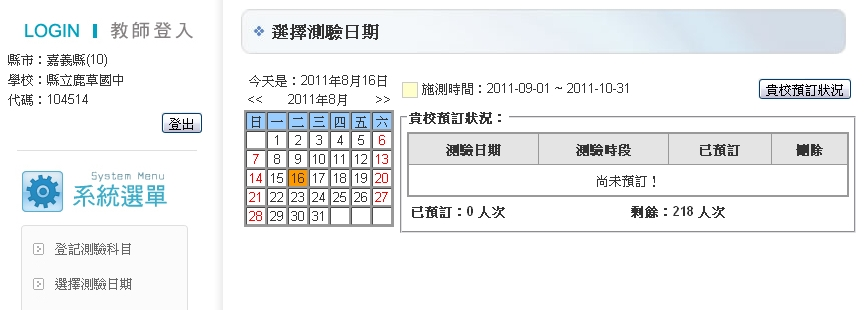 LOGIN 教師登入
縣市：嘉義縣(10)
學校：縣立鹿草國中
代碼：104514
登出
System Menu
系統選單
登記測驗科目
選擇測驗日期
選擇測驗日期
今天是：2011年8月16日
<< 2011年8月 >>
日 一 二 三 四 五 六
1 2 3 4 5 6
7 8 9 10 11 12 13
14 15 16 17 18 19 20
21 22 23 24 25 26 27
28 29 30 31
施測時間：2011-09-01 ~ 2011-10-31
貴校預訂狀況
貴校預訂狀況：
測驗日期 測驗時段 已預訂 刪除
尚未預訂！
已預訂：0 人次 剩餘：218 人次